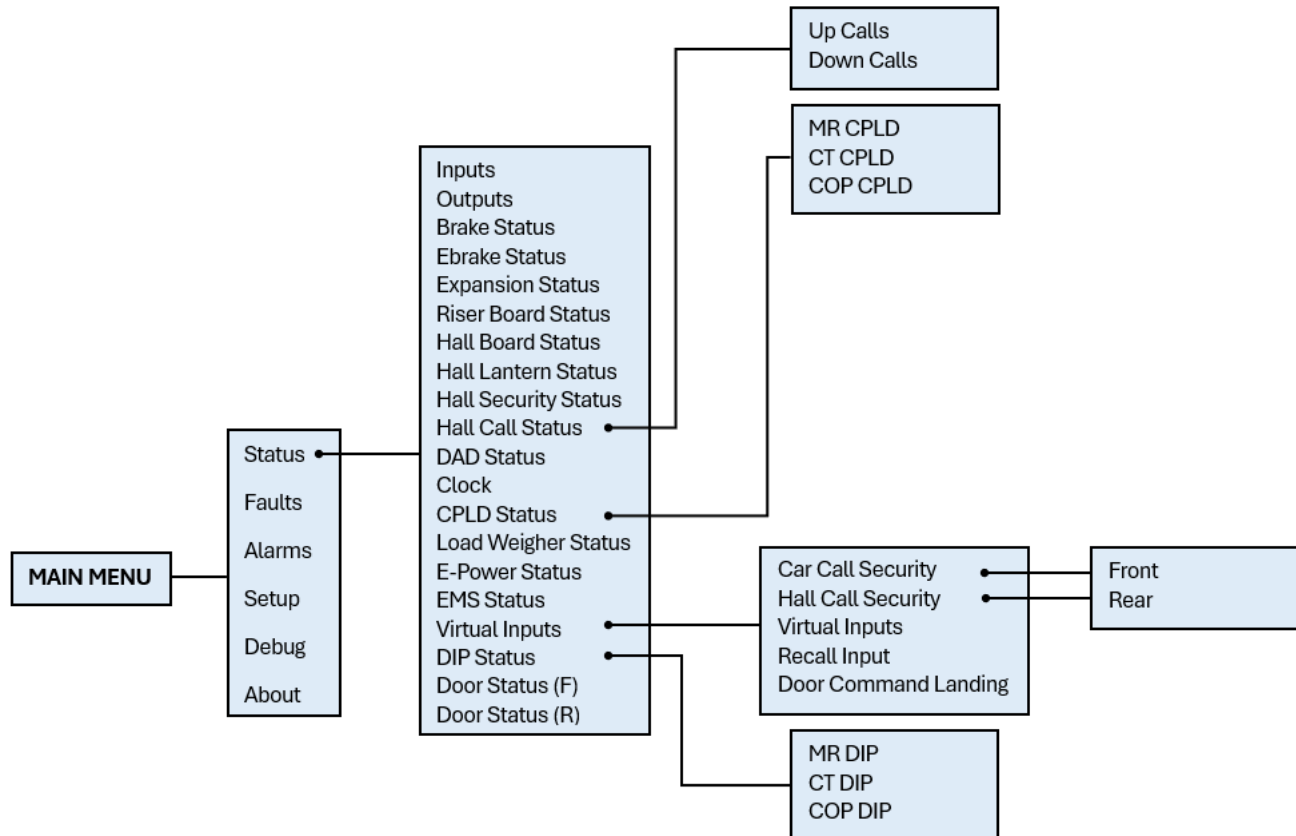 MAIN MENU
Status
Faults
Alarms
Setup
Debug
About
Inputs
Outputs
Brake Status
Ebrake Status
Expansion Status
Riser Board Status
Hall Board Status
Hall Lantern Status
Hall Security Status
Hall Call Status
DAD Status
Clock
CPLD Status
Load Weigher Status
E-Power Status
EMS Status
Virtual Inputs
DIP Status
Door Status (F)
Door Status (R)
Up Calls
Down Calls
MR CPLD
CT CPLD
COP CPLD
Car Call Security
Hall Call Security
Virtual Inputs
Recall Input
Door Command Landing
Front
Rear
MR DIP
CT DIP
COP DIP